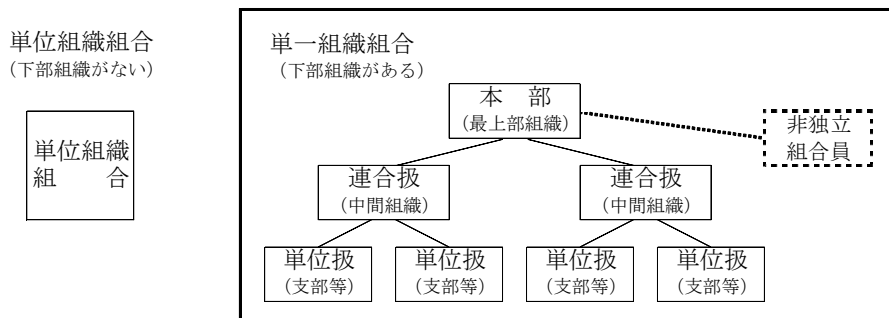 単位組織組合
（下部組織がない）
単位組織
組　　合
単一組織組合
（下部組織がある）
本　部
（最上部組織）
非独立
組合員
連合扱
（中間組織）
連合扱
（中間組織）
単位扱
（支部等）
単位扱
（支部等）
単位扱
（支部等）
単位扱
（支部等）